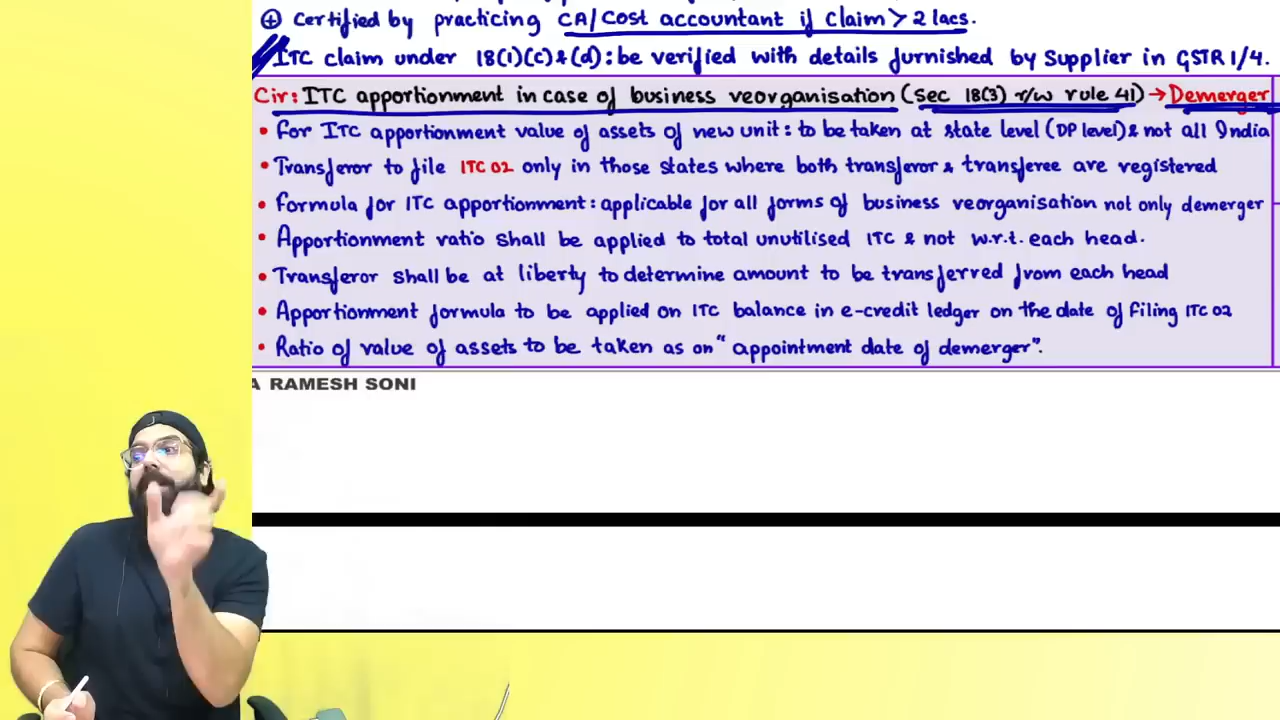 ⊕ Certified by practicing CA/Cost accountant if claim > 2 lacs.
ITC claim under 18(1)(c)&(d): be verified with details furnished by Supplier in GSTR 1/4.
Cir: ITC apportionment in case of business reorganisation (sec 18(3) r/w rule 41) → Demerger
• For ITC apportionment value of assets of new unit: to be taken at state level (DP level) & not all India
• Transferor to file ITC 02 only in those states where both transferor & transferee are registered
• Formula for ITC apportionment: applicable for all forms of business reorganisation not only demerger
• Apportionment ratio shall be applied to total unutilised ITC & not w.r.t. each head.
• Transferor shall be at liberty to determine amount to be transferred from each head
• Apportionment formula to be applied on ITC balance in e-credit ledger on the date of filing ITC 02
• Ratio of value of assets to be taken as on "appointment date of demerger".
A RAMESH SONI